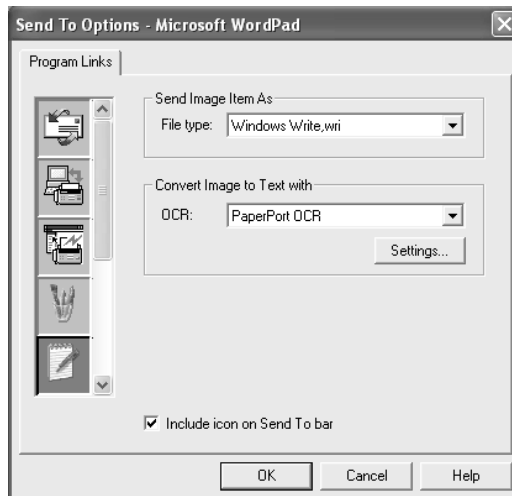 Send To Options - Microsoft WordPad
Program Links
Send Image Item As
File type: Windows Write,wri
Convert Image to Text with
OCR: PaperPort OCR
Settings...
Include icon on Send To bar
OK Cancel Help